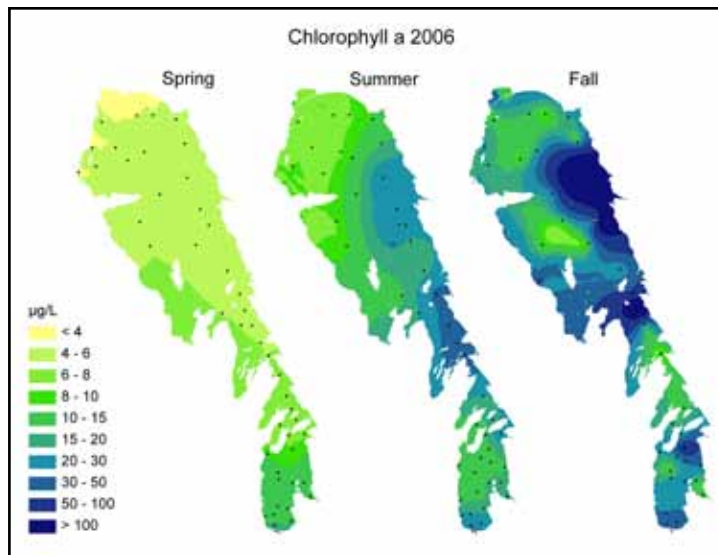 Chlorophyll a 2006
Spring Summer Fall
µg/L
< 4
4 - 6
6 - 8
8 - 10
10 - 15
15 - 20
20 - 30
30 - 50
50 - 100
> 100